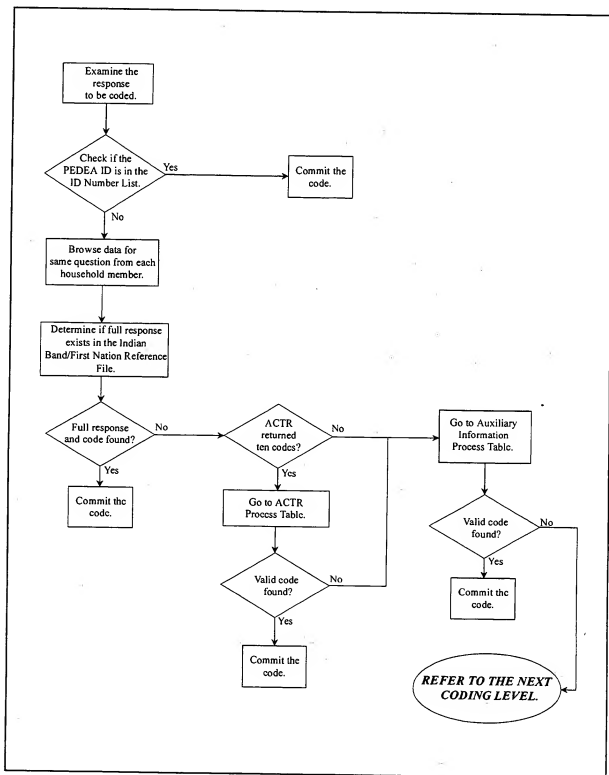 Examine the
response
to be coded.
Check if the
PEDEA ID is in the
ID Number List.
Yes
Commit the
code.
No
Browse data for
same question from each
household member.
Determine if full response
exists in the Indian
Band/First Nation Reference
File.
Full response
and code found?
No
ACTR
returned
ten codes?
No
Go to Auxiliary
Information
Process Table.
Yes
Commit the
code.
Yes
Go to ACTR
Process Table.
Valid code
found?
No
Yes
Commit the
code.
Valid code
found?
No
Yes
Commit the
code.
REFER TO THE NEXT
CODING LEVEL.